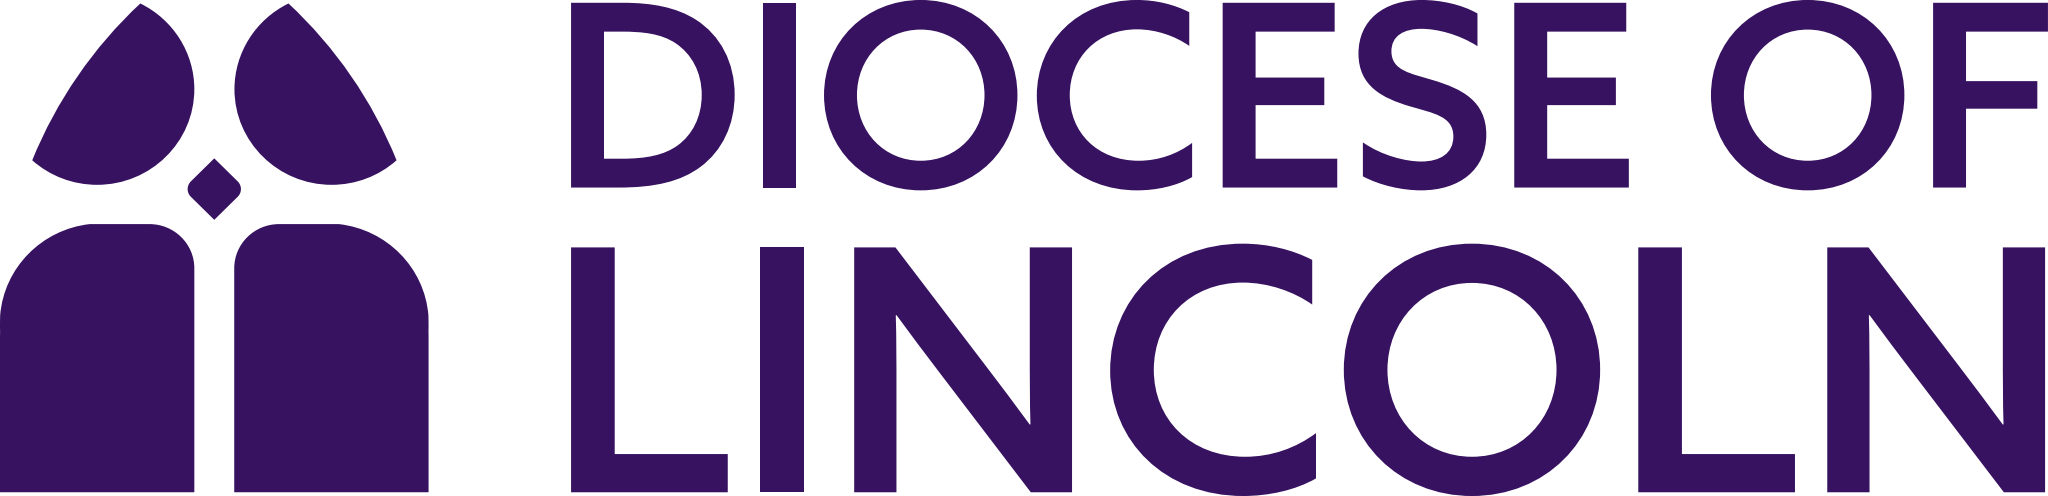 DIOCESE OF
LINCOLN